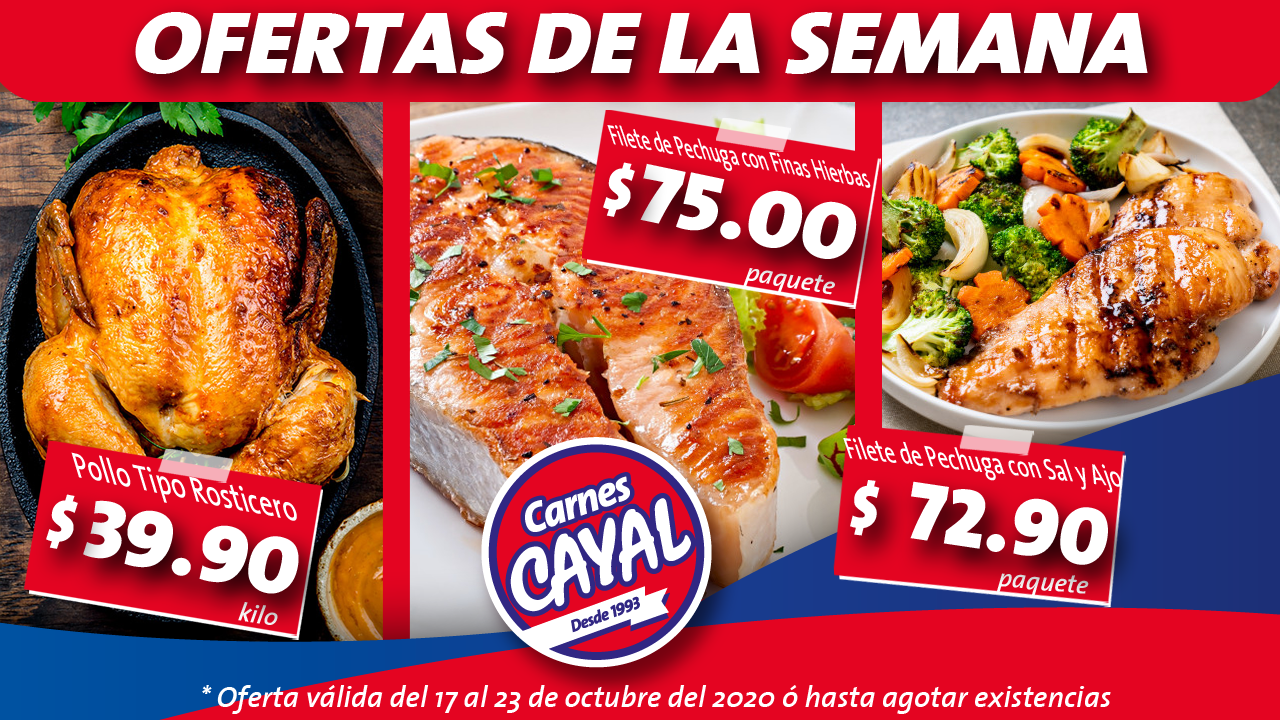 OFERTAS DE LA SEMANA
Pollo Tipo Rosticero
$ 39.90
kilo
Filete de Pechuga con Finas Hierbas
$ 75.00
paquete
Filete de Pechuga con Sal y Ajo
$ 72.90
paquete
Carnes
CAYAL
Desde 1993
* Oferta válida del 17 al 23 de octubre del 2020 ó hasta agotar existencias